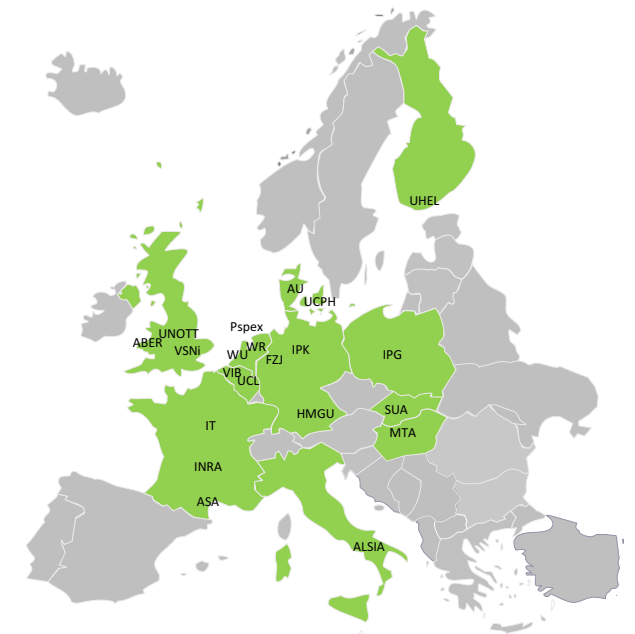 UHEL
AU
UCPH
Pspex
UNOTT
ABER
VSNi
WR
WU
FZJ
IPK
IPG
VIB
UCL
HMGU
SUA
IT
MTA
INRA
ASA
ALSIA